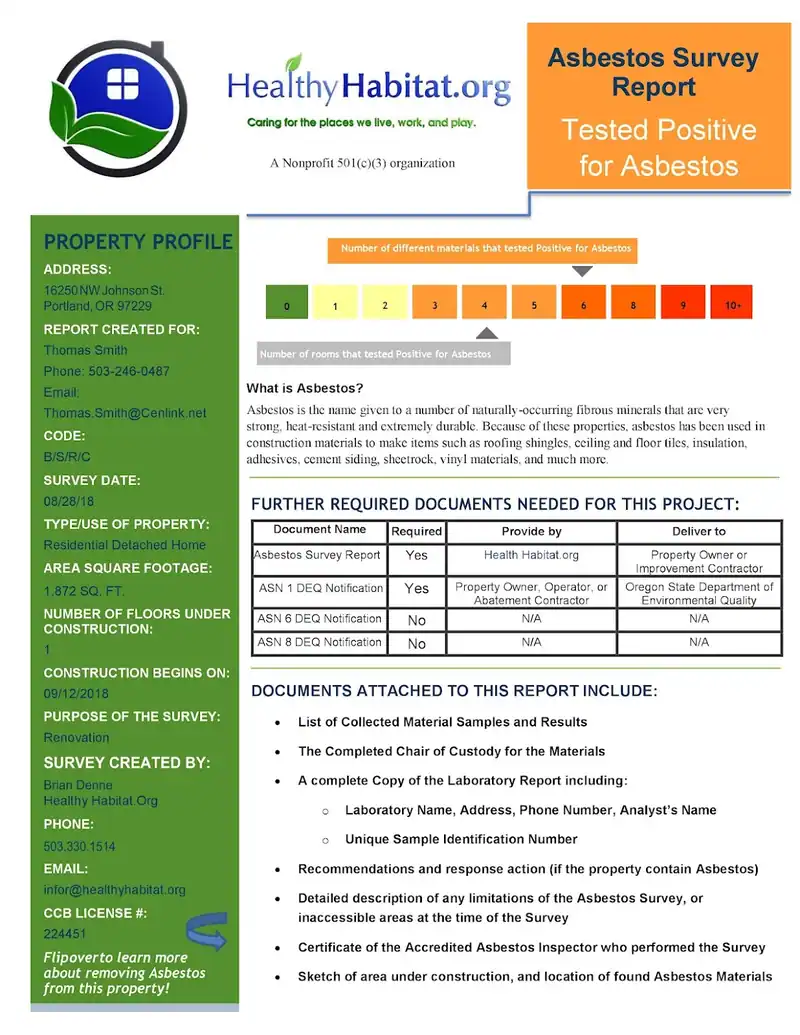 HealthyHabitat.org
Caring for the places we live, work, and play.
A Nonprofit 501(c)(3) organization
Asbestos Survey
Report
Tested Positive
for Asbestos
PROPERTY PROFILE
ADDRESS:
16250 NW Johnson St.
Portland, OR 97229
REPORT CREATED FOR:
Thomas Smith
Phone: 503-246-0487
Email:
Thomas.Smith@Cenlink.net
CODE:
B/S/R/C
SURVEY DATE:
08/28/18
TYPE/USE OF PROPERTY:
Residential Detached Home
AREA SQUARE FOOTAGE:
1,872 SQ. FT.
NUMBER OF FLOORS UNDER
CONSTRUCTION:
1
CONSTRUCTION BEGINS ON:
09/12/2018
PURPOSE OF THE SURVEY:
Renovation
SURVEY CREATED BY:
Brian Denne
Healthy Habitat.Org
PHONE:
503.330.1514
EMAIL:
infor@healthyhabitat.org
CCB LICENSE #:
224451
Flipoverto learn more
about removing Asbestos
from this property!
Number of different materials that tested Positive for Asbestos
0 1 2 3 4 5 6 8 9 10+
Number of rooms that tested Positive for Asbestos
What is Asbestos?
Asbestos is the name given to a number of naturally-occurring fibrous minerals that are very
strong, heat-resistant and extremely durable. Because of these properties, asbestos has been used in
construction materials to make items such as roofing shingles, ceiling and floor tiles, insulation,
adhesives, cement siding, sheetrock, vinyl materials, and much more.
FURTHER REQUIRED DOCUMENTS NEEDED FOR THIS PROJECT:
Document Name Required Provide by Deliver to
Asbestos Survey Report Yes Health Habitat.org Property Owner or
Improvement Contractor
ASN 1 DEQ Notification Yes Property Owner, Operator, or Oregon State Department of
Abatement Contractor Environmental Quality
ASN 6 DEQ Notification No N/A N/A
ASN 8 DEQ Notification No N/A N/A
DOCUMENTS ATTACHED TO THIS REPORT INCLUDE:
• List of Collected Material Samples and Results
• The Completed Chair of Custody for the Materials
• A complete Copy of the Laboratory Report including:
o Laboratory Name, Address, Phone Number, Analyst's Name
o Unique Sample Identification Number
• Recommendations and response action (if the property contain Asbestos)
• Detailed description of any limitations of the Asbestos Survey, or
inaccessible areas at the time of the Survey
• Certificate of the Accredited Asbestos Inspector who performed the Survey
• Sketch of area under construction, and location of found Asbestos Materials